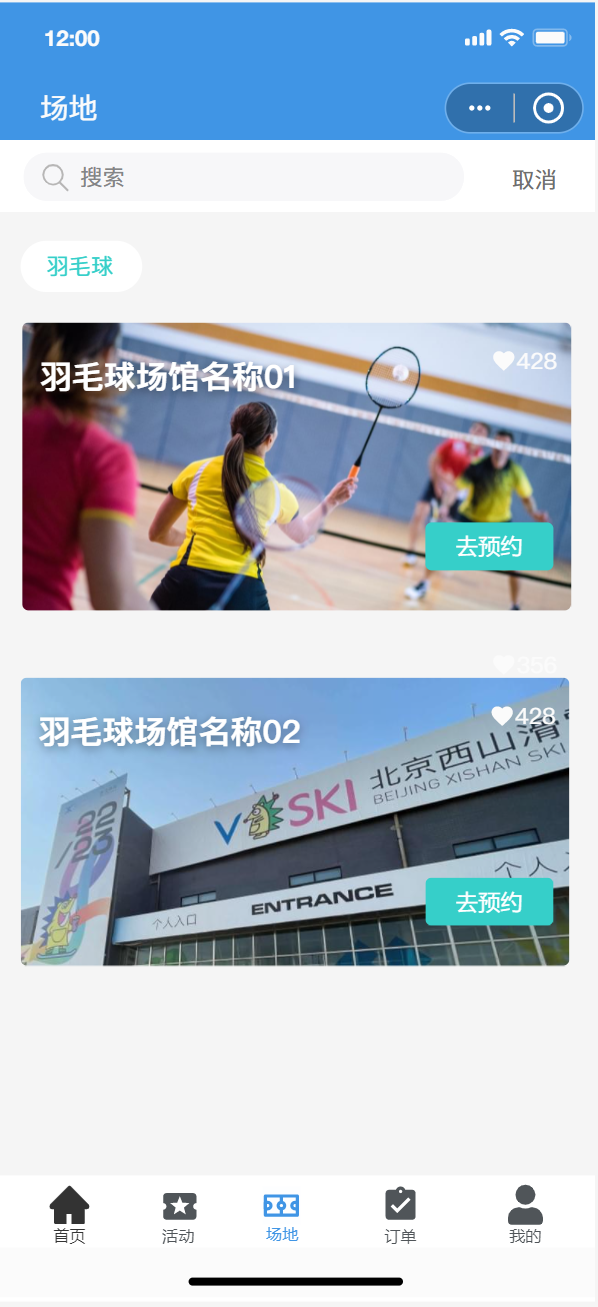 12:00
场地
搜索
取消
羽毛球
羽毛球场馆名称01
428
去预约
356
羽毛球场馆名称02
428
北京西山滑雪
BEIJING XISHAN SKI
SKI
个人入口
ENTRANCE
个人入
去预约
首页
活动
场地
订单
我的